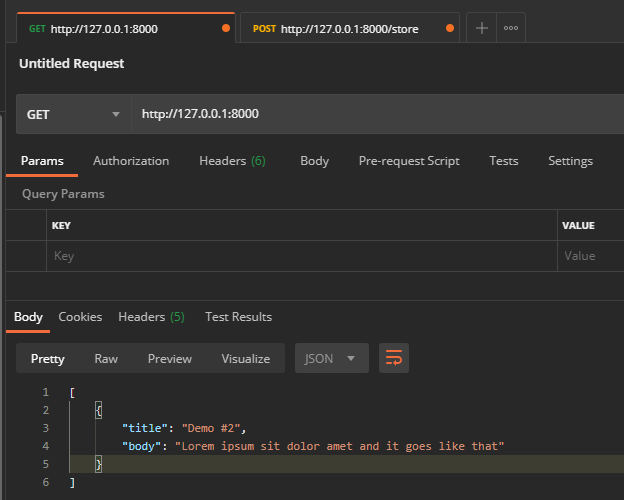 GET http://127.0.0.1:8000 POST http://127.0.0.1:8000/store + ooo
Untitled Request
GET http://127.0.0.1:8000
Params Authorization Headers (6) Body Pre-request Script Tests Settings
Query Params
KEY VALUE
Key Value
Body Cookies Headers (5) Test Results
Pretty Raw Preview Visualize JSON
1 [
2 {
3 "title": "Demo #2",
4 "body": "Lorem ipsum sit dolor amet and it goes like that"
5 }
6 ]